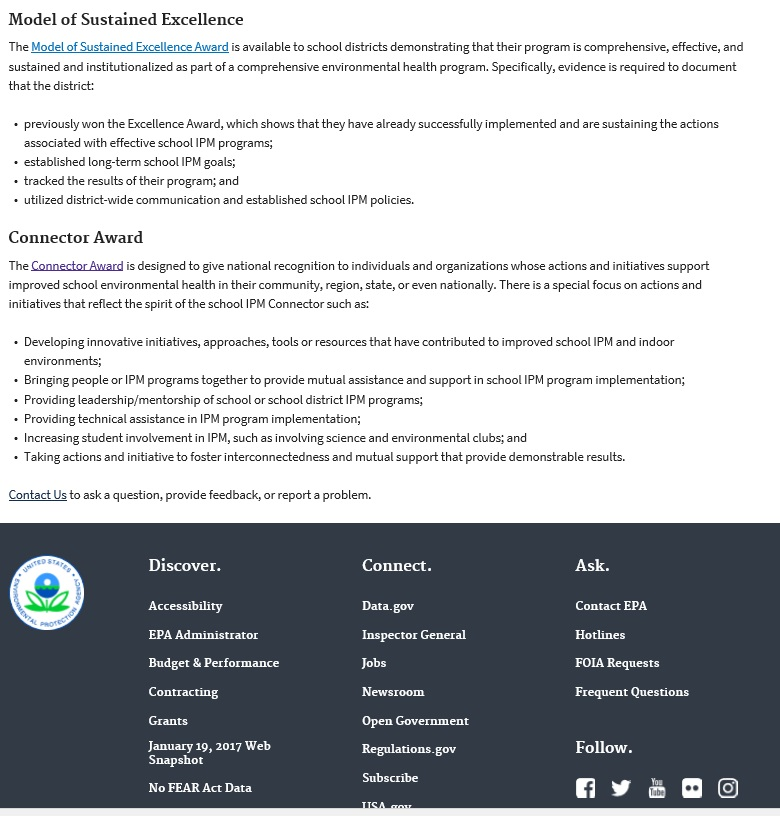 Model of Sustained Excellence
The Model of Sustained Excellence Award is available to school districts demonstrating that their program is comprehensive, effective, and
sustained and institutionalized as part of a comprehensive environmental health program. Specifically, evidence is required to document
that the district:
• previously won the Excellence Award, which shows that they have already successfully implemented and are sustaining the actions
associated with effective school IPM programs;
• established long-term school IPM goals;
• tracked the results of their program; and
• utilized district-wide communication and established school IPM policies.
Connector Award
The Connector Award is designed to give national recognition to individuals and organizations whose actions and initiatives support
improved school environmental health in their community, region, state, or even nationally. There is a special focus on actions and
initiatives that reflect the spirit of the school IPM Connector such as:
• Developing innovative initiatives, approaches, tools or resources that have contributed to improved school IPM and indoor
environments;
• Bringing people or IPM programs together to provide mutual assistance and support in school IPM program implementation;
• Providing leadership/mentorship of school or school district IPM programs;
• Providing technical assistance in IPM program implementation;
• Increasing student involvement in IPM, such as involving science and environmental clubs; and
• Taking actions and initiative to foster interconnectedness and mutual support that provide demonstrable results.
Contact Us to ask a question, provide feedback, or report a problem.
UNITED STATES
ENVIRONMENTAL PROTECTION AGENCY
Discover.
Accessibility
EPA Administrator
Budget & Performance
Contracting
Grants
January 19, 2017 Web
Snapshot
No FEAR Act Data
Connect.
Data.gov
Inspector General
Jobs
Newsroom
Open Government
Regulations.gov
Subscribe
USA.gov
Ask.
Contact EPA
Hotlines
FOIA Requests
Frequent Questions
Follow.
You
Tube